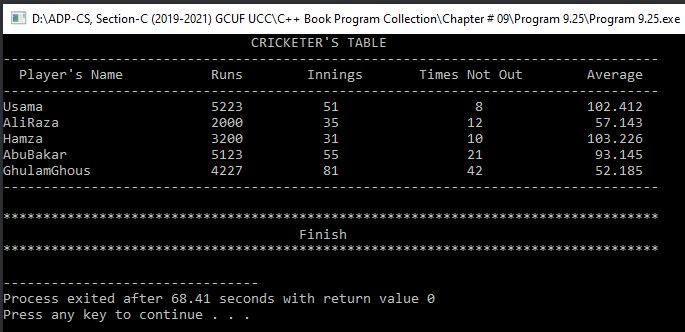 D:\ADP-CS, Section-C (2019-2021) GCUF UCC\C++ Book Program Collection\Chapter # 09\Program 9.25\Program 9.25.exe
CRICKETER'S TABLE
----------------------------------------------------------------------------------
Player's Name Runs Innings Times Not Out Average
----------------------------------------------------------------------------------
Usama 5223 51 8 102.412
AliRaza 2000 35 12 57.143
Hamza 3200 31 10 103.226
AbuBakar 5123 55 21 93.145
GhulamGhous 4227 81 42 52.185
----------------------------------------------------------------------------------
**********************************************************************************
Finish
**********************************************************************************
--------------------------------
Process exited after 68.41 seconds with return value 0
Press any key to continue . . .